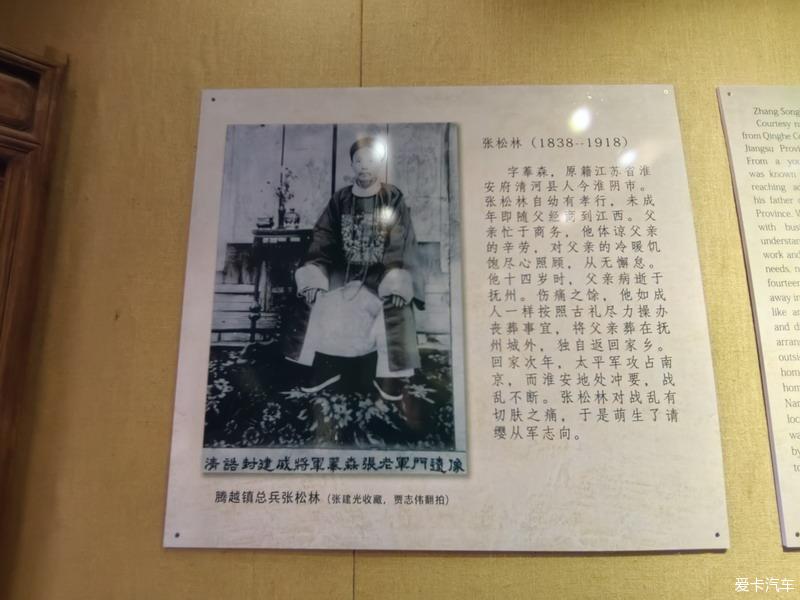 张松林（1838--1918）
字摹森，原籍江苏省淮
安府清河县人今淮阴市。
张松林自幼有孝行，未成
年即随父经商到江西。父
亲忙于商务，他体谅父亲
的辛劳，对父亲的冷暖饥
饱尽心照顾，从无懈怠。
他十四岁时，父亲病逝于
抚州。伤痛之馀，他如成
人一样按照古礼尽力操办
丧葬事宜，将父亲葬在抚
州城外，独自返回家乡。
回家次年，太平军攻占南
京，而淮安地处冲要，战
乱不断。张松林对战乱有
切肤之痛，于是萌生了请
缨从军志向。
清誥封建威將軍摹森張老軍門遺像
腾越镇总兵张松林（张建光收藏，贾志伟翻拍）
Zhang Song
Courtesy na
from Qinghe Co
Jiangsu Provi
From a yo
was known
reaching a
his father
Province. W
with bus
understan
work and
needs, n
fourteen
away in
like an
and d
arran
outsi
hom
hom
Nan
loc
wa
by
to
爱卡汽车